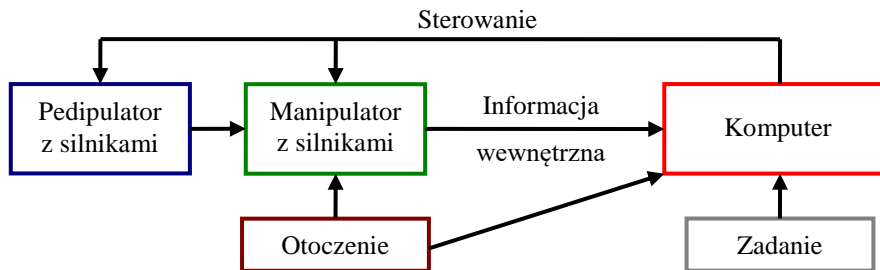 Sterowanie
Pedipulator
z silnikami
Manipulator
z silnikami
Informacja
wewnętrzna
Komputer
Otoczenie
Zadanie